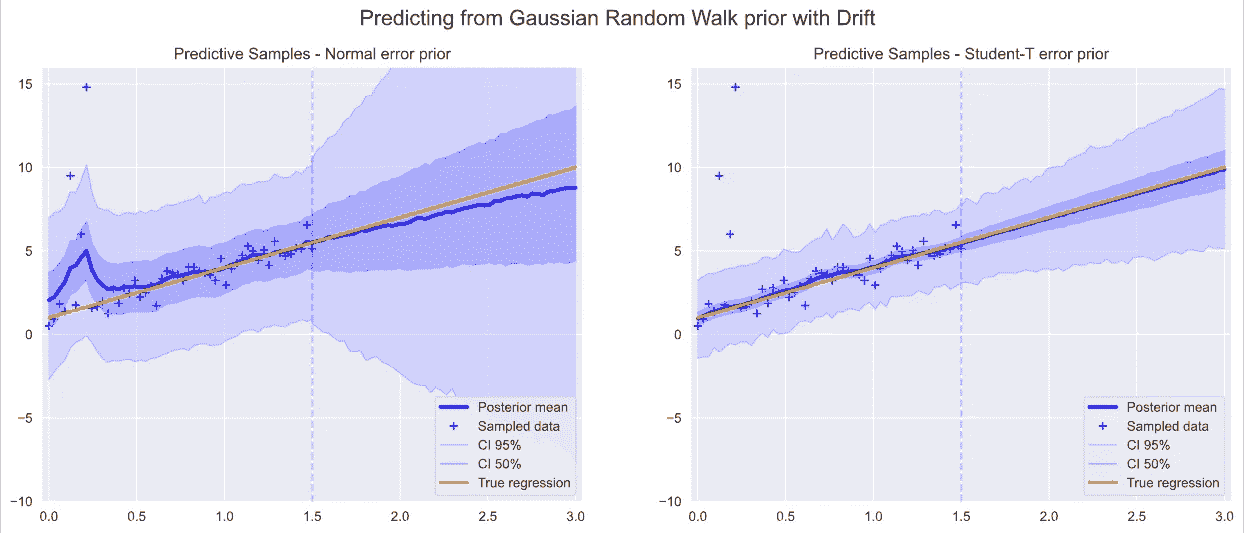 Predicting from Gaussian Random Walk prior with Drift
Predictive Samples - Normal error prior
15
10
5
0
−5
−10
0.0 0.5 1.0 1.5 2.0 2.5 3.0
Posterior mean
Sampled data
CI 95%
CI 50%
True regression
Predictive Samples - Student-T error prior
15
10
5
0
−5
−10
0.0 0.5 1.0 1.5 2.0 2.5 3.0
Posterior mean
Sampled data
CI 95%
CI 50%
True regression